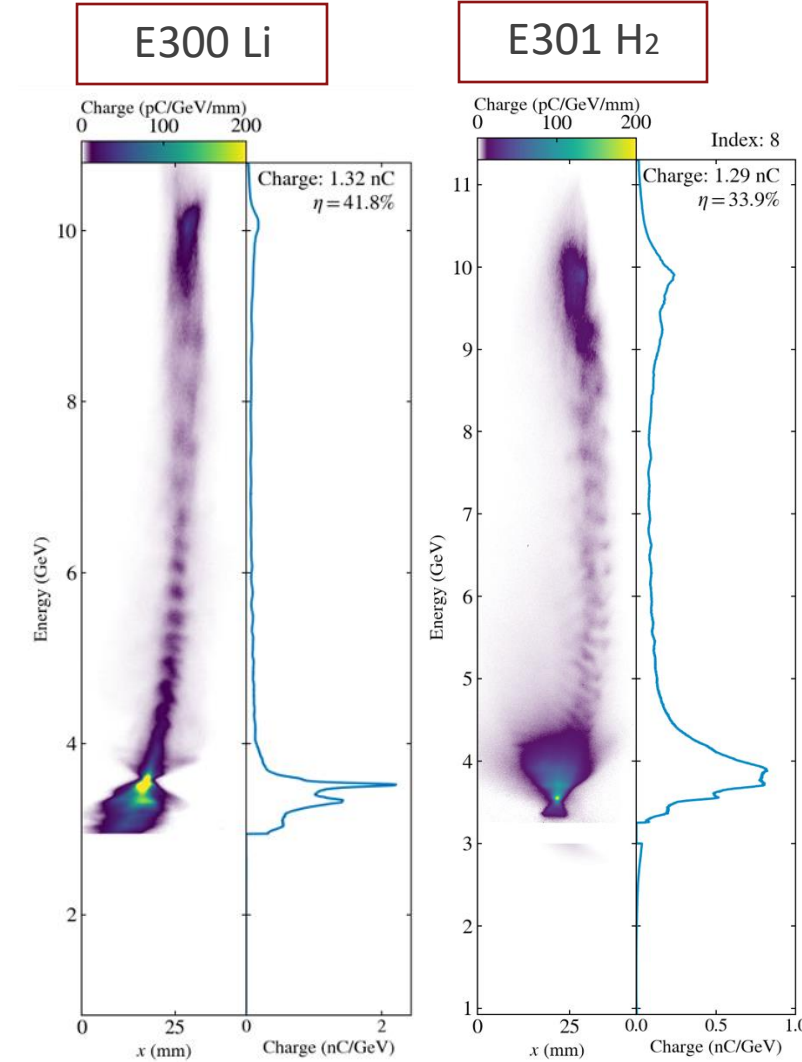 E300 Li
Charge (pC/GeV/mm)
0 100 200
Charge: 1.32 nC
η = 41.8%
10
8
6
4
2
Energy (GeV)
0 25
x (mm)
0 2
Charge (nC/GeV)
E301 H2
Charge (pC/GeV/mm)
0 100 200
Index: 8
Charge: 1.29 nC
η = 33.9%
11
10
9
8
7
6
5
4
3
2
1
Energy (GeV)
0 25
x (mm)
0.0 0.5 1.0
Charge (nC/GeV)